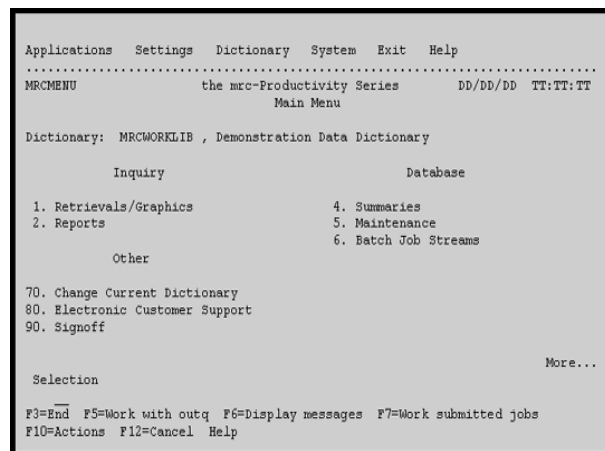 Applications Settings Dictionary System Exit Help
................................................................................
MRCMENU the mrc-Productivity Series DD/DD/DD TT:TT:TT
Main Menu
Dictionary: MRCWORKLIB , Demonstration Data Dictionary
Inquiry Database
1. Retrievals/Graphics 4. Summaries
2. Reports 5. Maintenance
6. Batch Job Streams
Other
70. Change Current Dictionary
80. Electronic Customer Support
90. Signoff
More...
Selection
F3=End F5=Work with outq F6=Display messages F7=Work submitted jobs
F10=Actions F12=Cancel Help